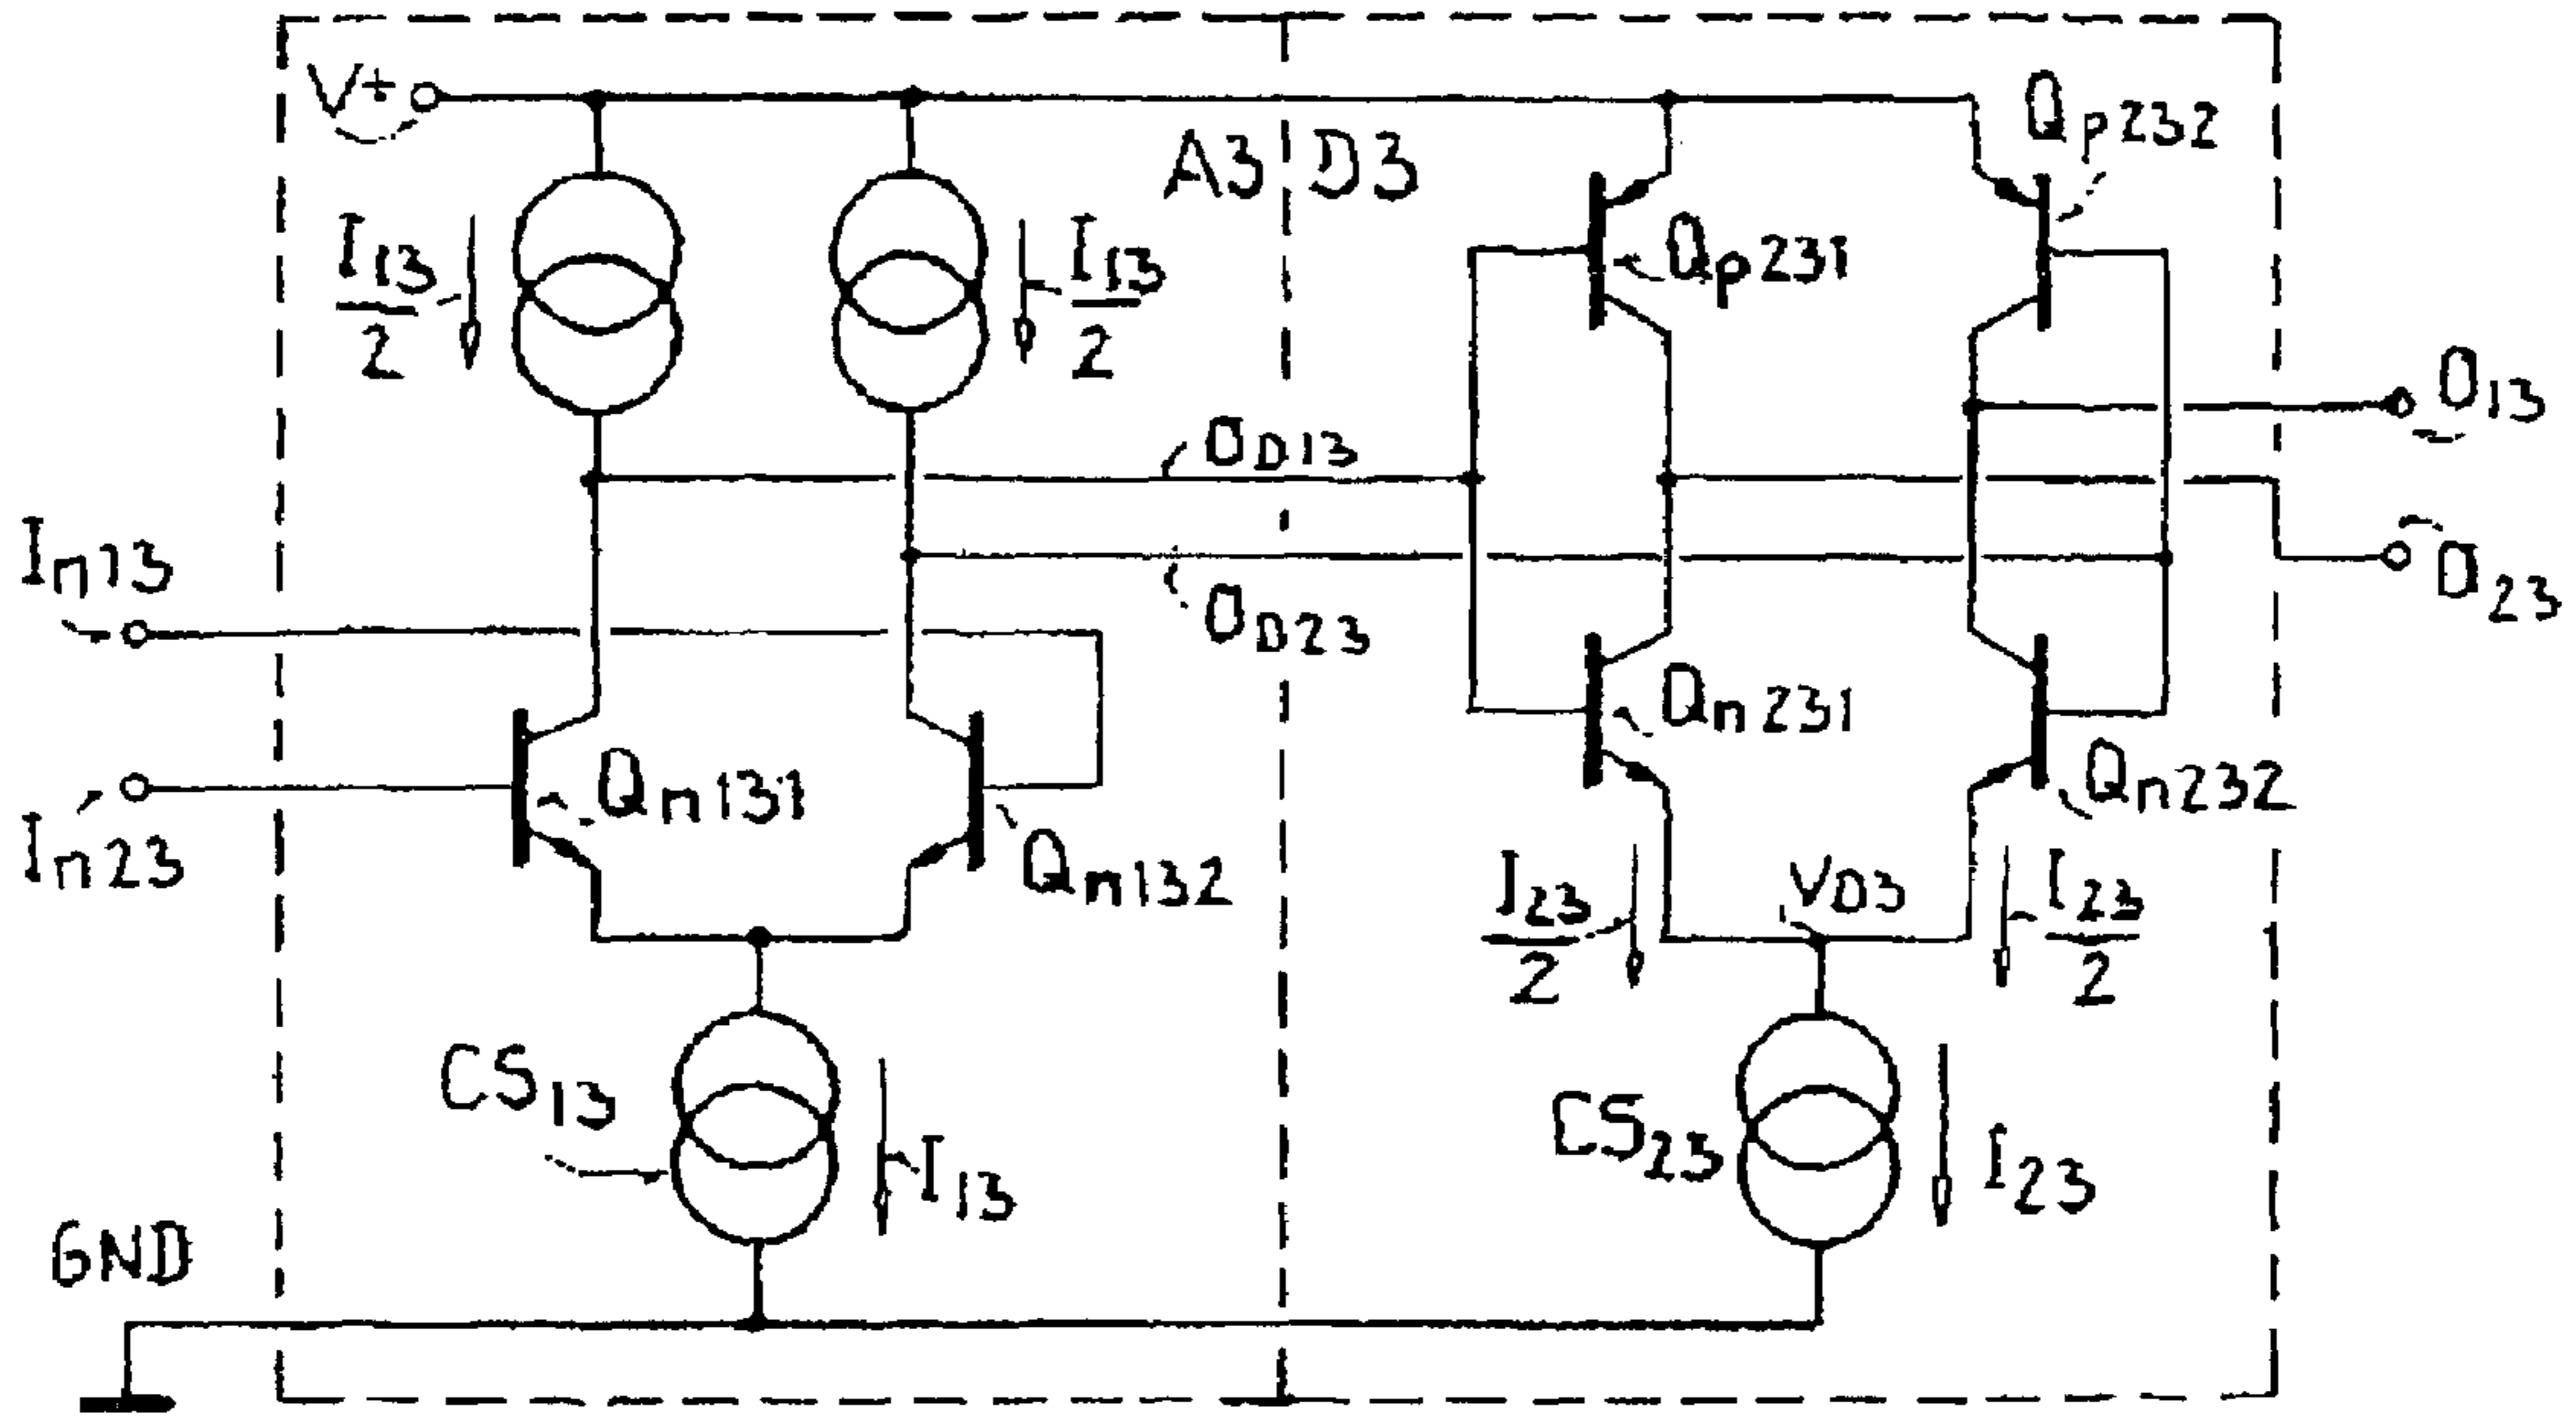 V+
A3
D3
Qp232
I13
2
I13
2
Qp231
O13
OD13
In13
OD23
O23
Qn131
Qn231
In23
Qn132
Qn232
I23
2
VD3
I23
2
CS13
I13
CS23
I23
GND